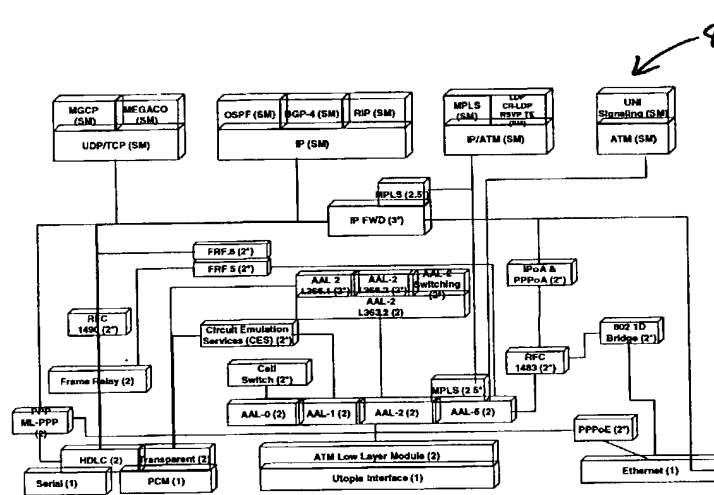 8
MGCP (SM)
MEGACO (SM)
UDP/TCP (SM)
OSPF (SM)
BGP-4 (SM)
RIP (SM)
IP (SM)
MPLS (SM)
LDP
CR-LDP
RSVP TE
(SM)
IP/ATM (SM)
UNI
Signaling (SM)
ATM (SM)
MPLS (2.5*)
IP FWD (3*)
FRF.8 (2*)
FRF 5 (2*)
AAL 2
L366.1 (2*)
AAL-2
L366.2 (2*)
AAL-2
Switching
(2*)
AAL-2
L363.2 (2)
IPoA &
PPPoA (2*)
RFC
1490 (2*)
Circuit Emulation
Services (CES) (2*)
802 1D
Bridge (2*)
RFC
1483 (2*)
Cell
Switch (2*)
Frame Relay (2)
MPLS (2 5*)
AAL-0 (2)
AAL-1 (2)
AAL-2 (2)
AAL-5 (2)
PPP
ML-PPP
(2)
PPPoE (2*)
HDLC (2)
Transparent (2)
ATM Low Layer Module (2)
Serial (1)
PCM (1)
Utopie Interface (1)
Ethernet (1)